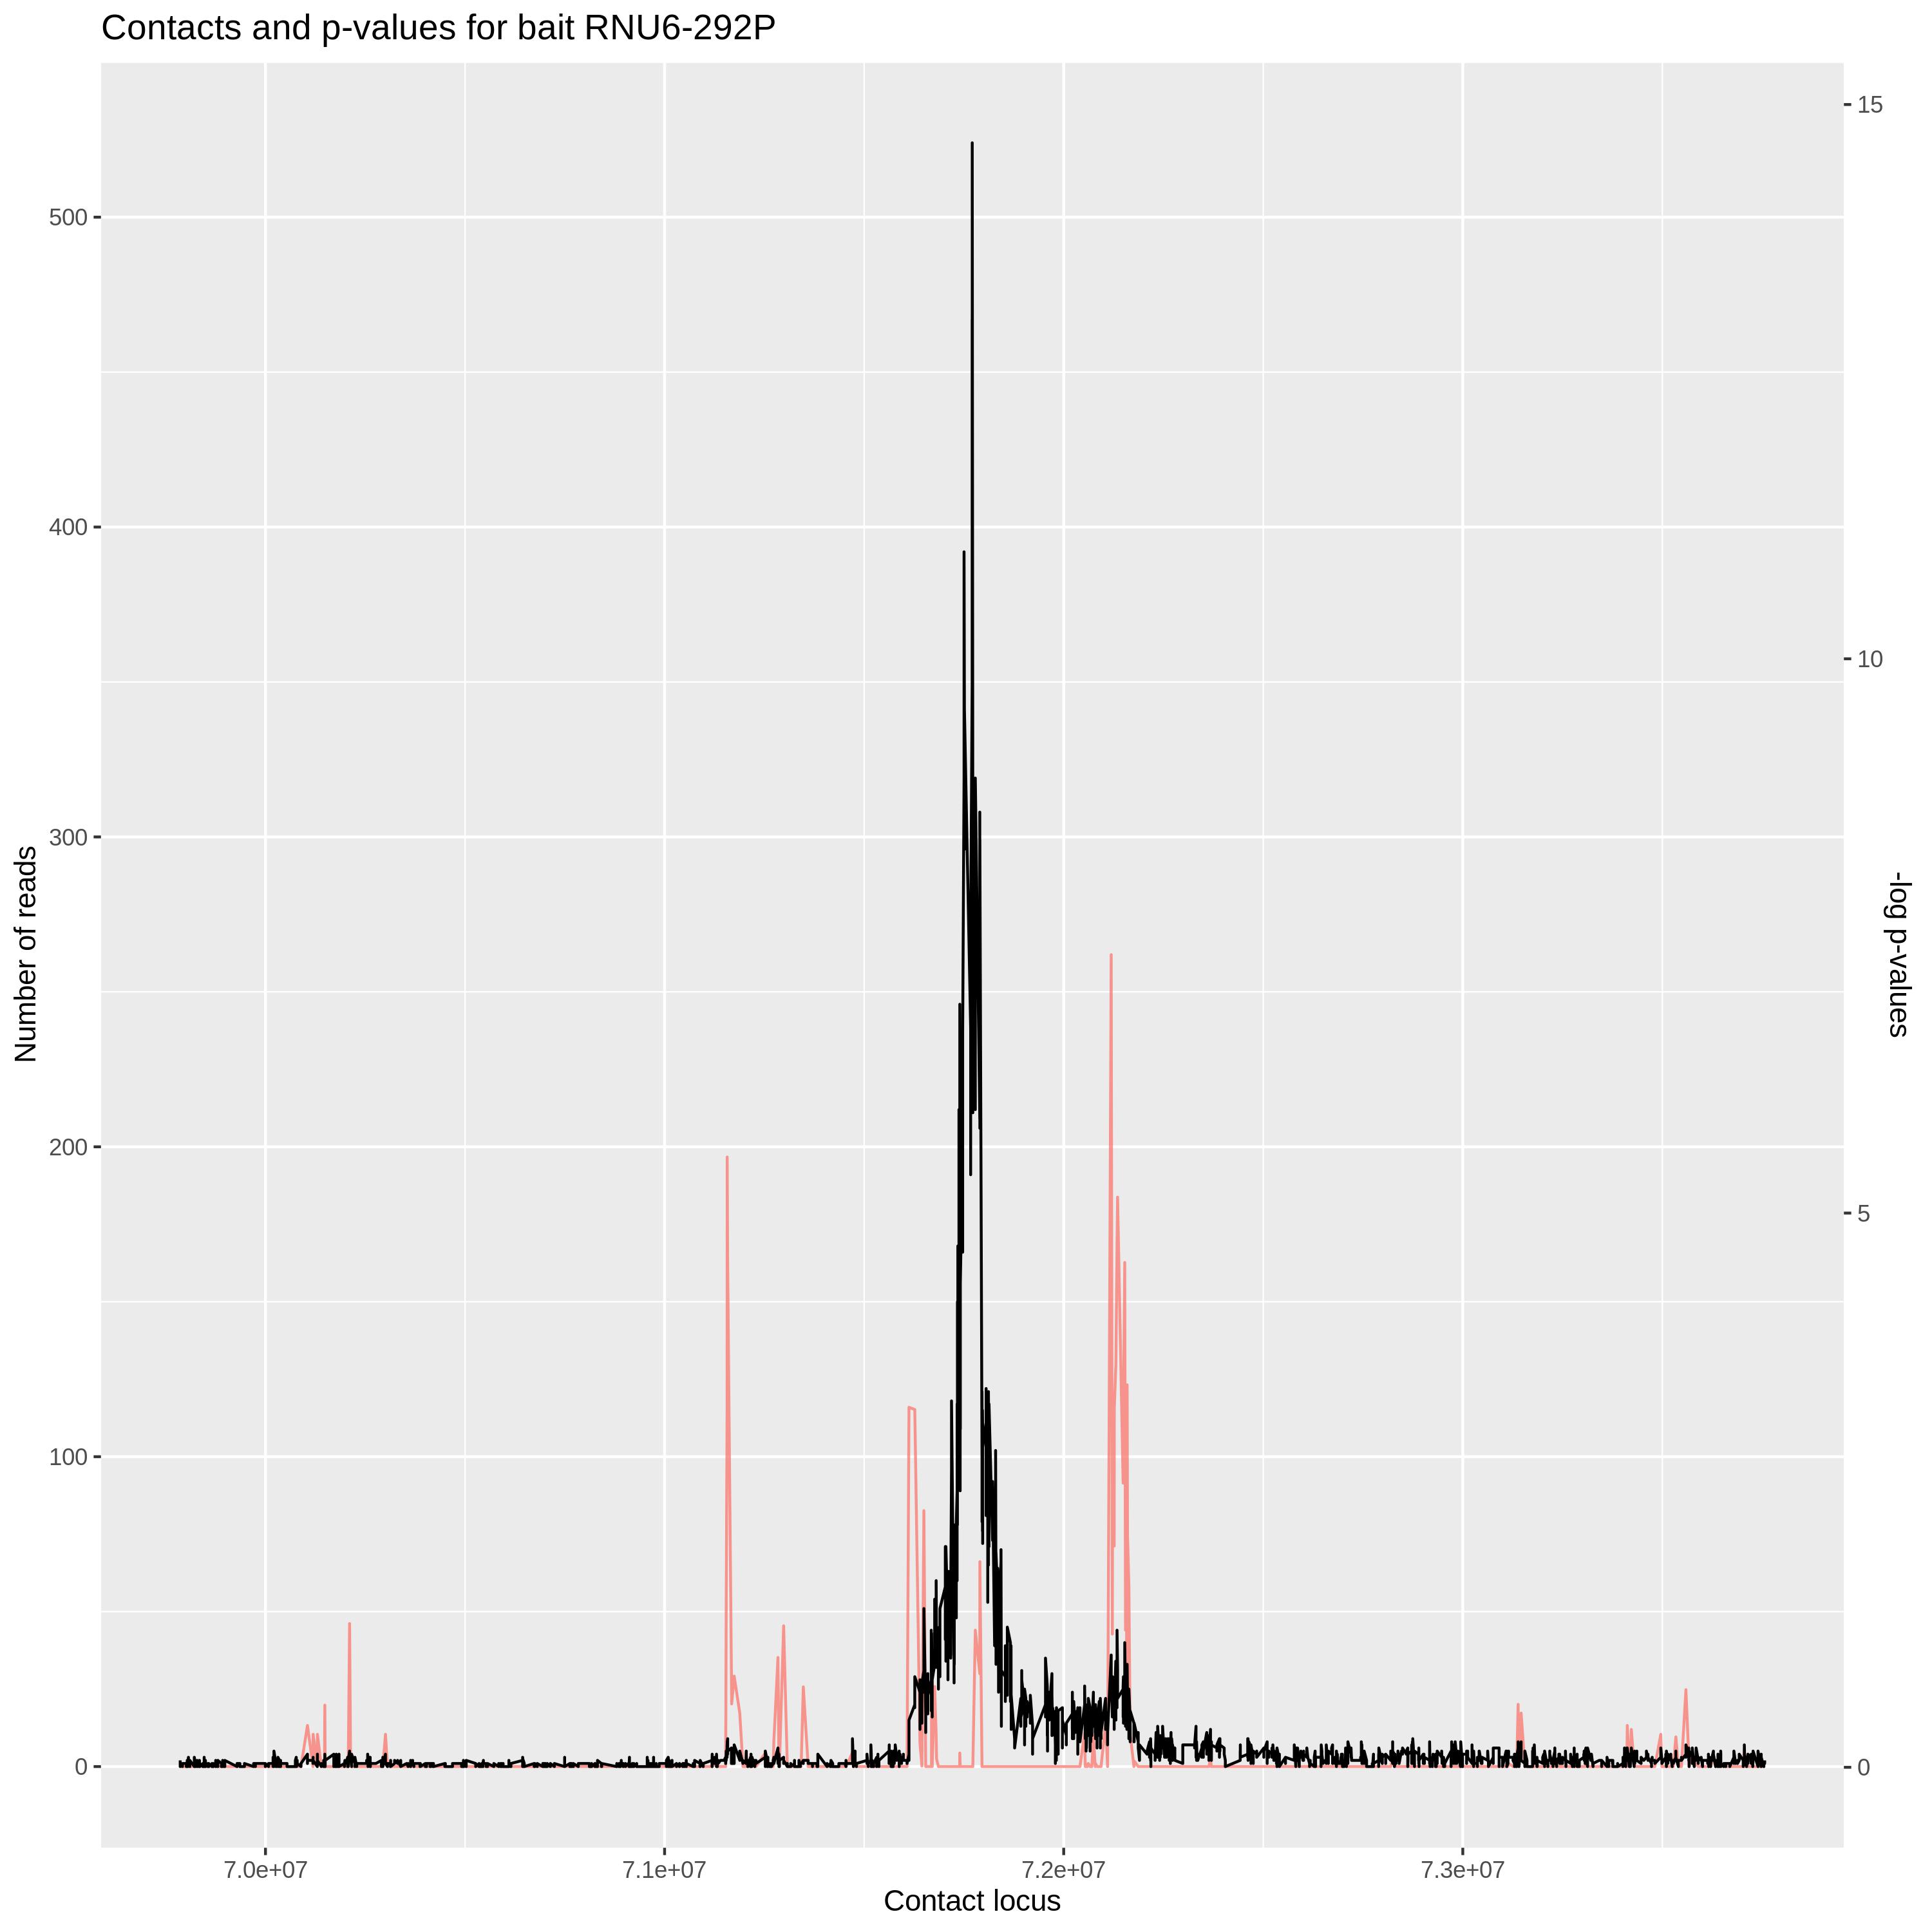 Contacts and p-values for bait RNU6-292P
15
500
400
10
300
Number of reads
-log p-values
200
5
100
0
0
7.0e+07
7.1e+07
7.2e+07
7.3e+07
Contact locus